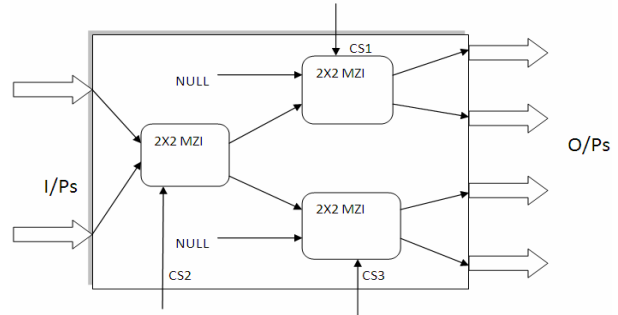 CS1
2X2 MZI
NULL
2X2 MZI
O/Ps
I/Ps
2X2 MZI
NULL
CS2
CS3